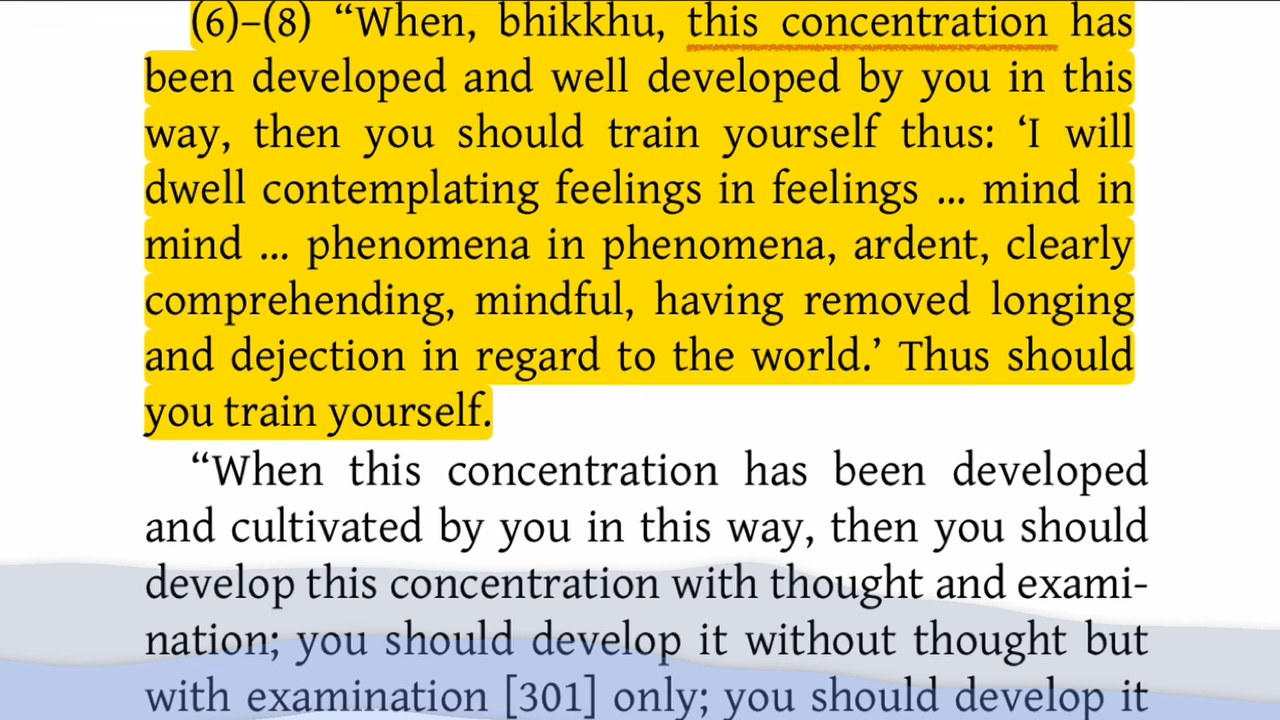 (6)–(8) “When, bhikkhu, this concentration has
been developed and well developed by you in this
way, then you should train yourself thus: ‘I will
dwell contemplating feelings in feelings ... mind in
mind ... phenomena in phenomena, ardent, clearly
comprehending, mindful, having removed longing
and dejection in regard to the world.’ Thus should
you train yourself.
“When this concentration has been developed
and cultivated by you in this way, then you should
develop this concentration with thought and exami-
nation; you should develop it without thought but
with examination [301] only; you should develop it